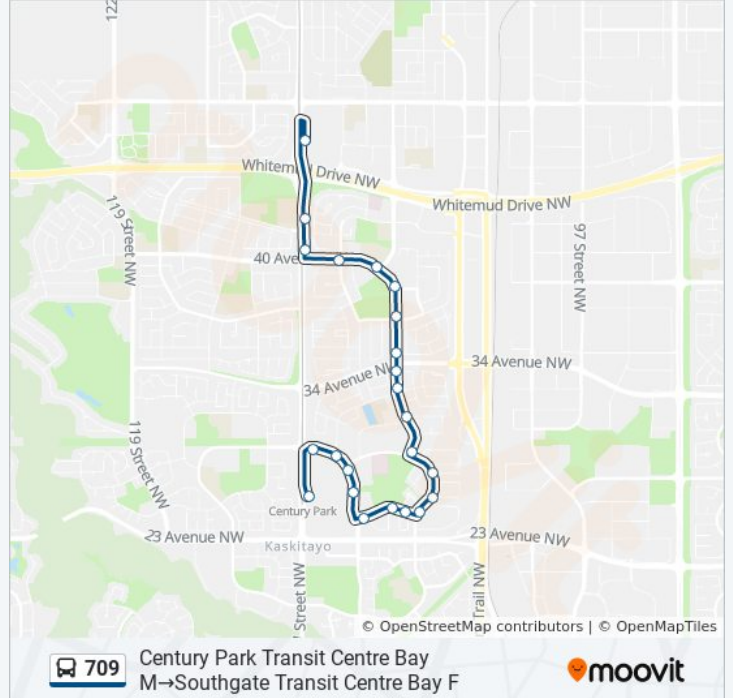 122
Whitemud Drive NW
Whitemud Drive NW
119 Street NW
97 Street NW
40 Ave
34 Avenue NW
34 Avenue NW
119 Street NW
Century Park
23 Avenue NW
23 Avenue NW
Kaskitayo
Street NW
Trail NW
© OpenStreetMap contributors | © OpenMapTiles
709
Century Park Transit Centre Bay
M→Southgate Transit Centre Bay F
moovit